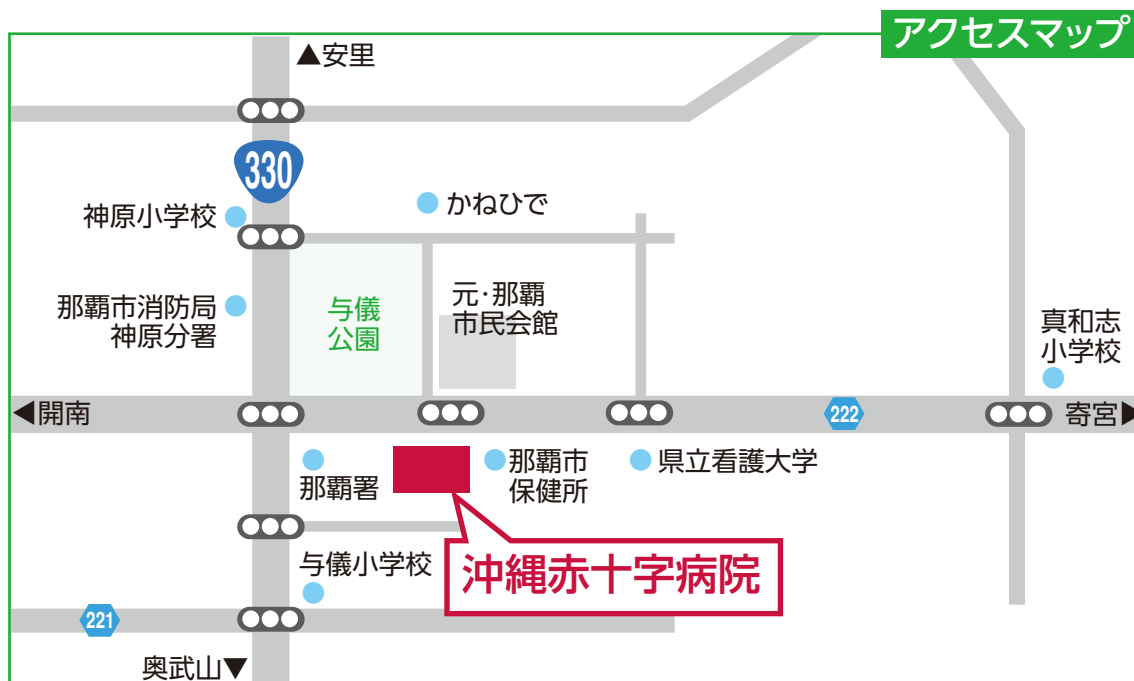 アクセスマップ
▲安里
330
神原小学校
かねひで
那覇市消防局
神原分署
与儀
公園
元・那覇
市民会館
真和志
小学校
◀開南
222
寄宮▶
那覇署
那覇市
保健所
県立看護大学
沖縄赤十字病院
与儀小学校
221
奥武山▼